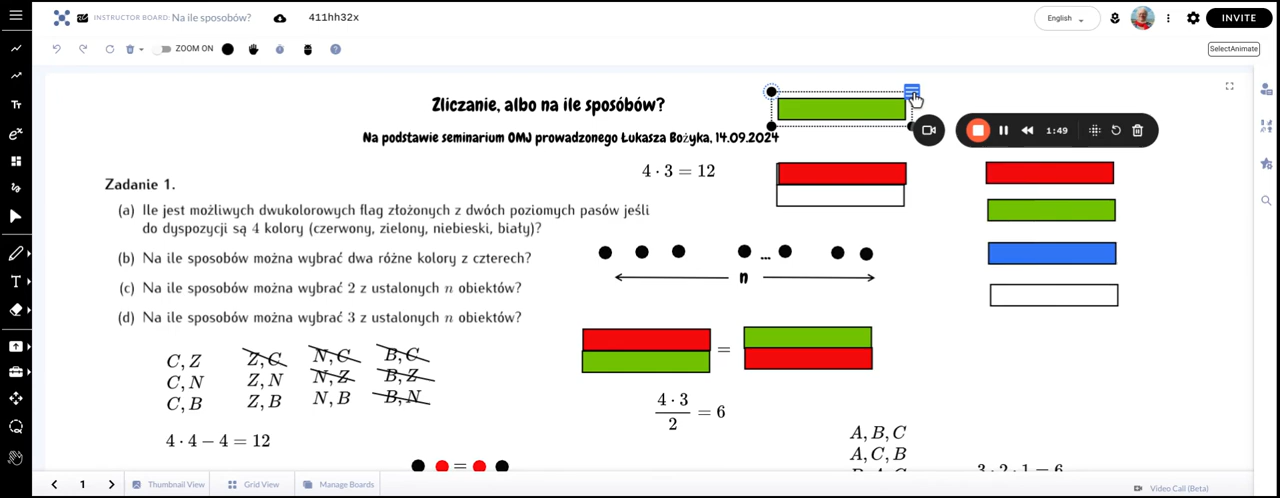 INSTRUCTOR BOARD: Na ile sposobów?
411hh32x
English
INVITE
ZOOM ON
SelectAnimate
Zliczanie, albo na ile sposóbów?
Na podstawie seminarium OMJ prowadzonego Łukasza Bożyka, 14.09.2024
1:49
4 · 3 = 12
Zadanie 1.
(a) Ile jest możliwych dwukolorowych flag złożonych z dwóch poziomych pasów jeśli
do dyspozycji są 4 kolory (czerwony, zielony, niebieski, biały)?
(b) Na ile sposobów można wybrać dwa różne kolory z czterech?
(c) Na ile sposobów można wybrać 2 z ustalonych n obiektów?
(d) Na ile sposobów można wybrać 3 z ustalonych n obiektów?
...
n
=
C, Z Z, C N, C B, C
C, N Z, N N, Z B, Z
C, B Z, B N, B B, N
4 · 3
2
= 6
4 · 4 − 4 = 12
=
A, B, C
A, C, B
B, A, C
3 · 2 · 1 = 6
1
Thumbnail View
Grid View
Manage Boards
Video Call (Beta)